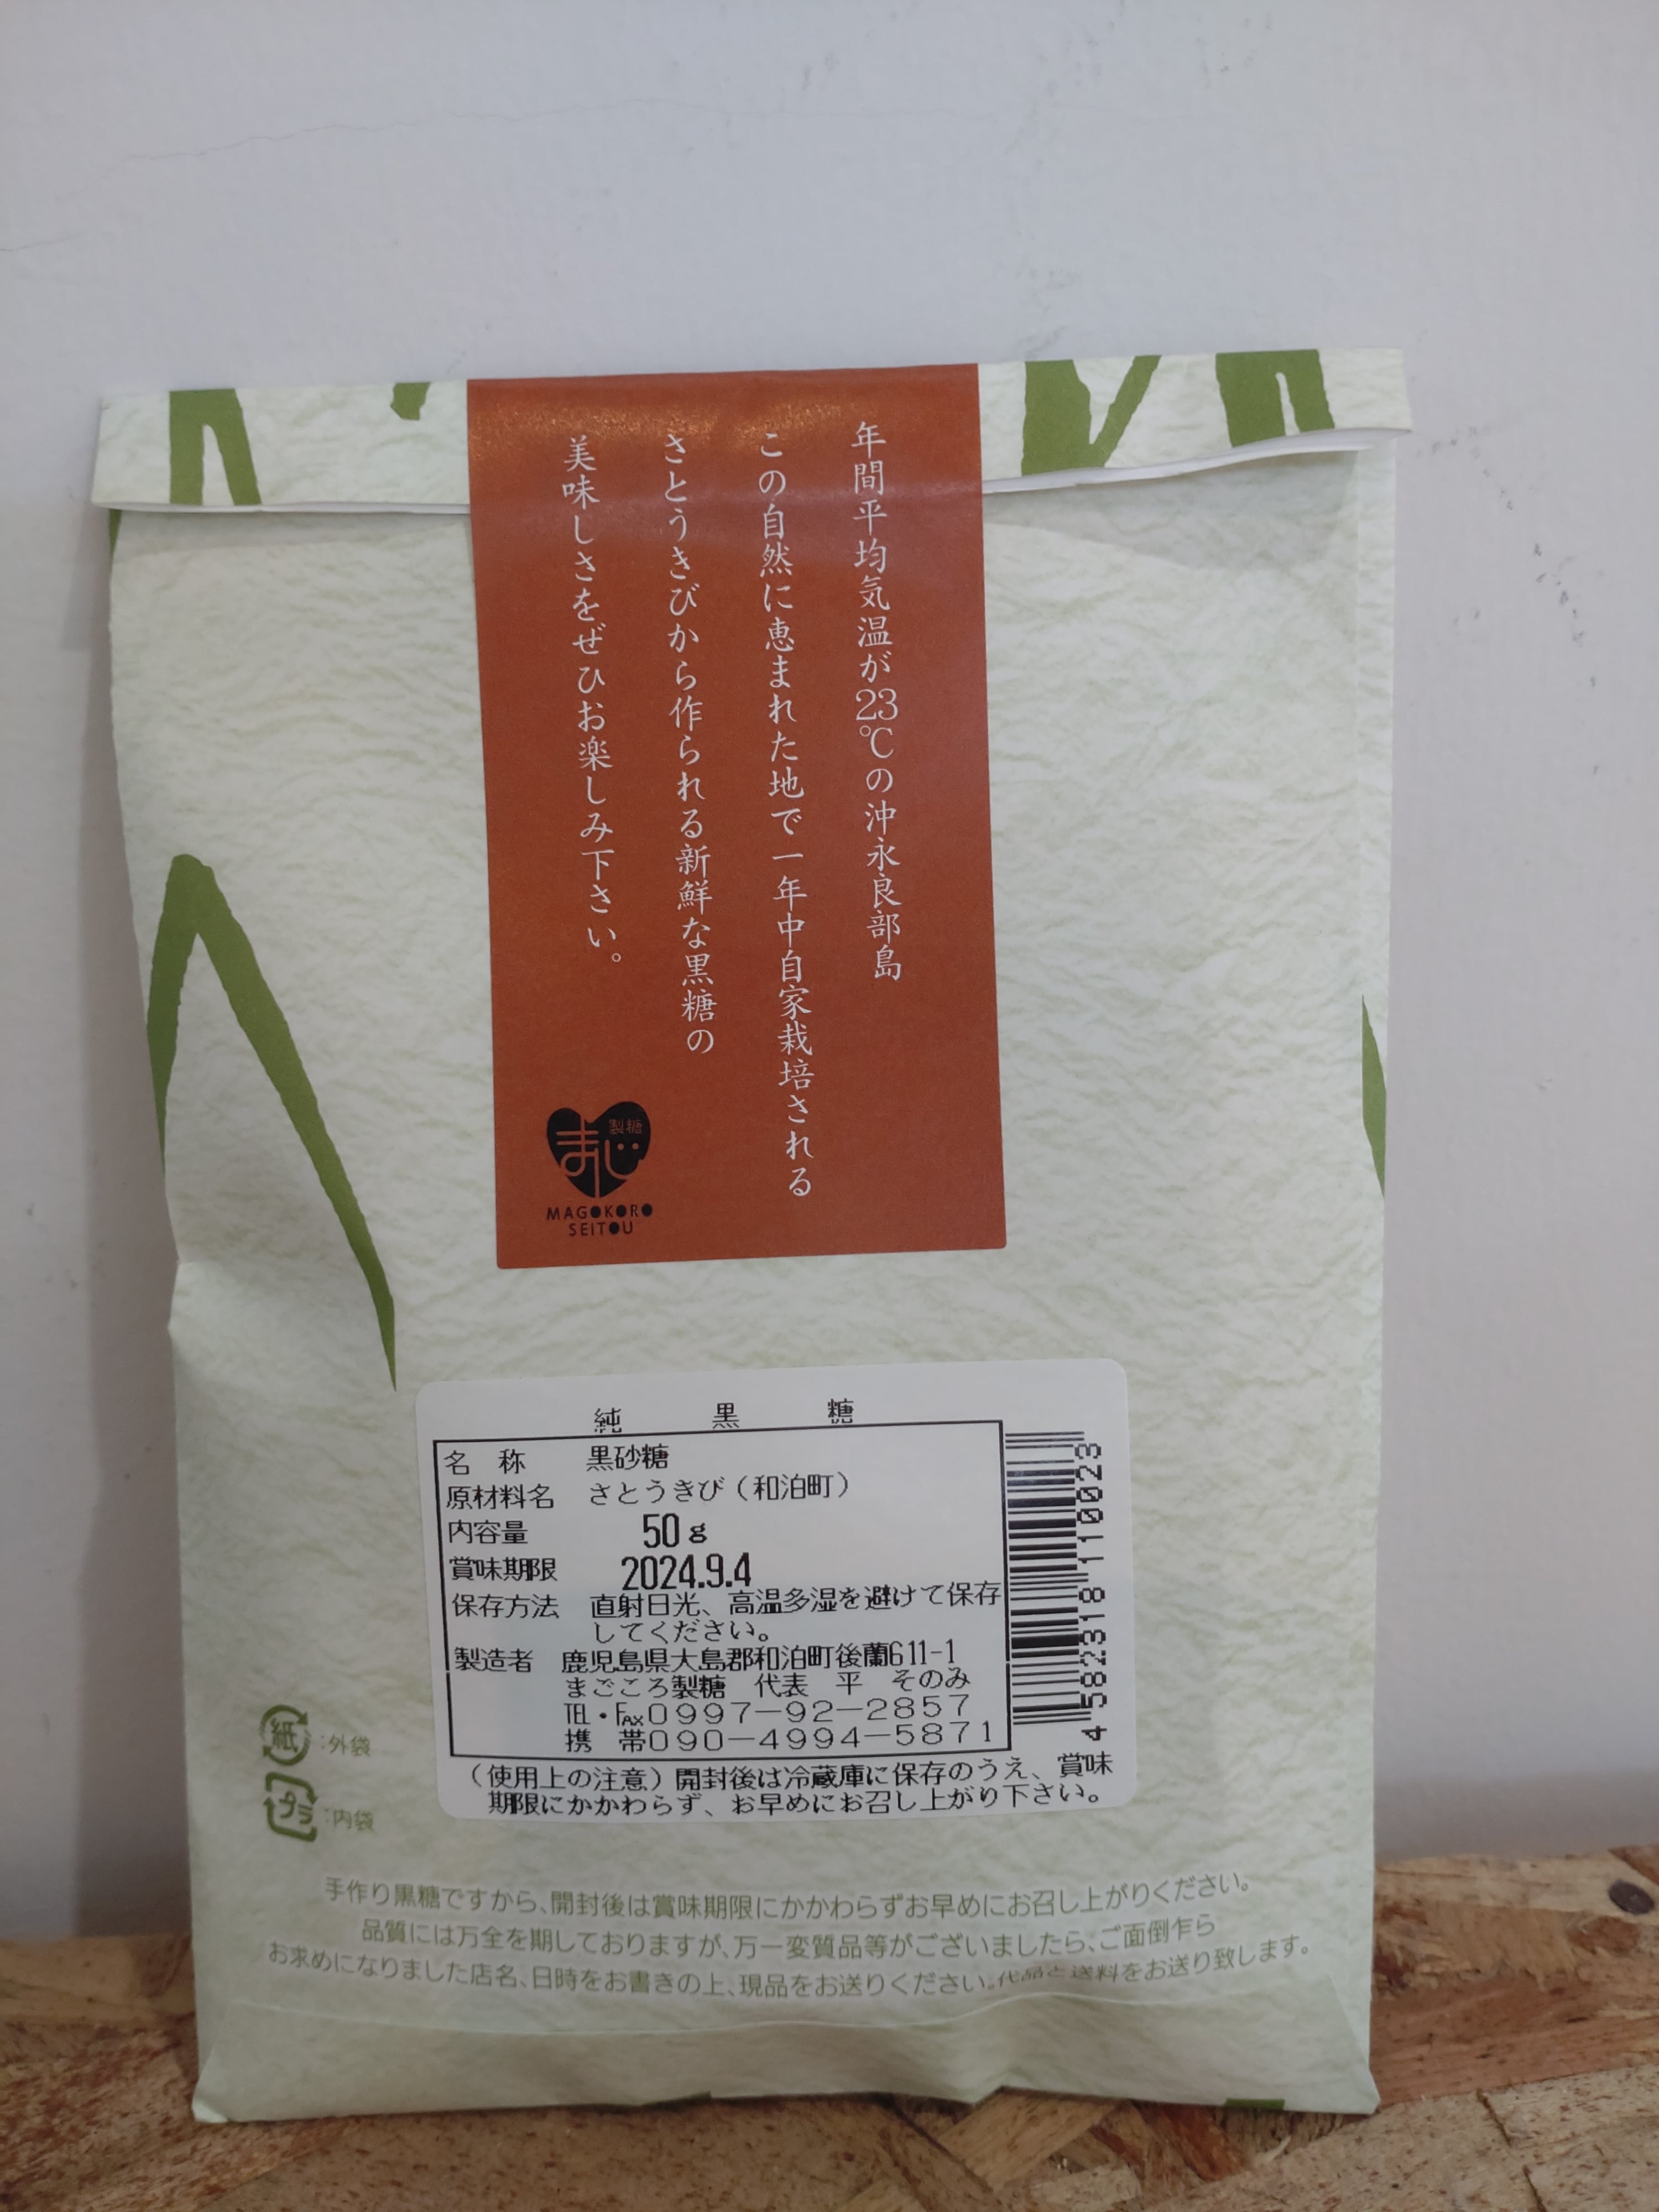 年間平均気温が23℃の沖永良部島
この自然に恵まれた地で一年中自家栽培される
さとうきびから作られる新鮮な黒糖の
美味しさをぜひお楽しみ下さい。
まじ
製糖
MAGOKORO
SEITOU
純 黒 糖
名 称 黒砂糖
原材料名 さとうきび（和泊町）
内容量 50g
賞味期限 2024.9.4
保存方法 直射日光、高温多湿を避けて保存
してください。
製造者 鹿児島県大島郡和泊町後蘭611-1
まごころ製糖 代表 平 そのみ
TEL・FAX0997-92-2857
携 帯090-4994-5871
4 582318 110023
（使用上の注意）開封後は冷蔵庫に保存のうえ、賞味
期限にかかわらず、お早めにお召し上がり下さい。
紙:外袋
プラ:内袋
手作り黒糖ですから、開封後は賞味期限にかかわらずお早めにお召し上がりください。
品質には万全を期しておりますが、万一変質品等がございましたら、ご面倒乍ら
お求めになりました店名、日時をお書きの上、現品をお送りください。代品と送料をお送り致します。